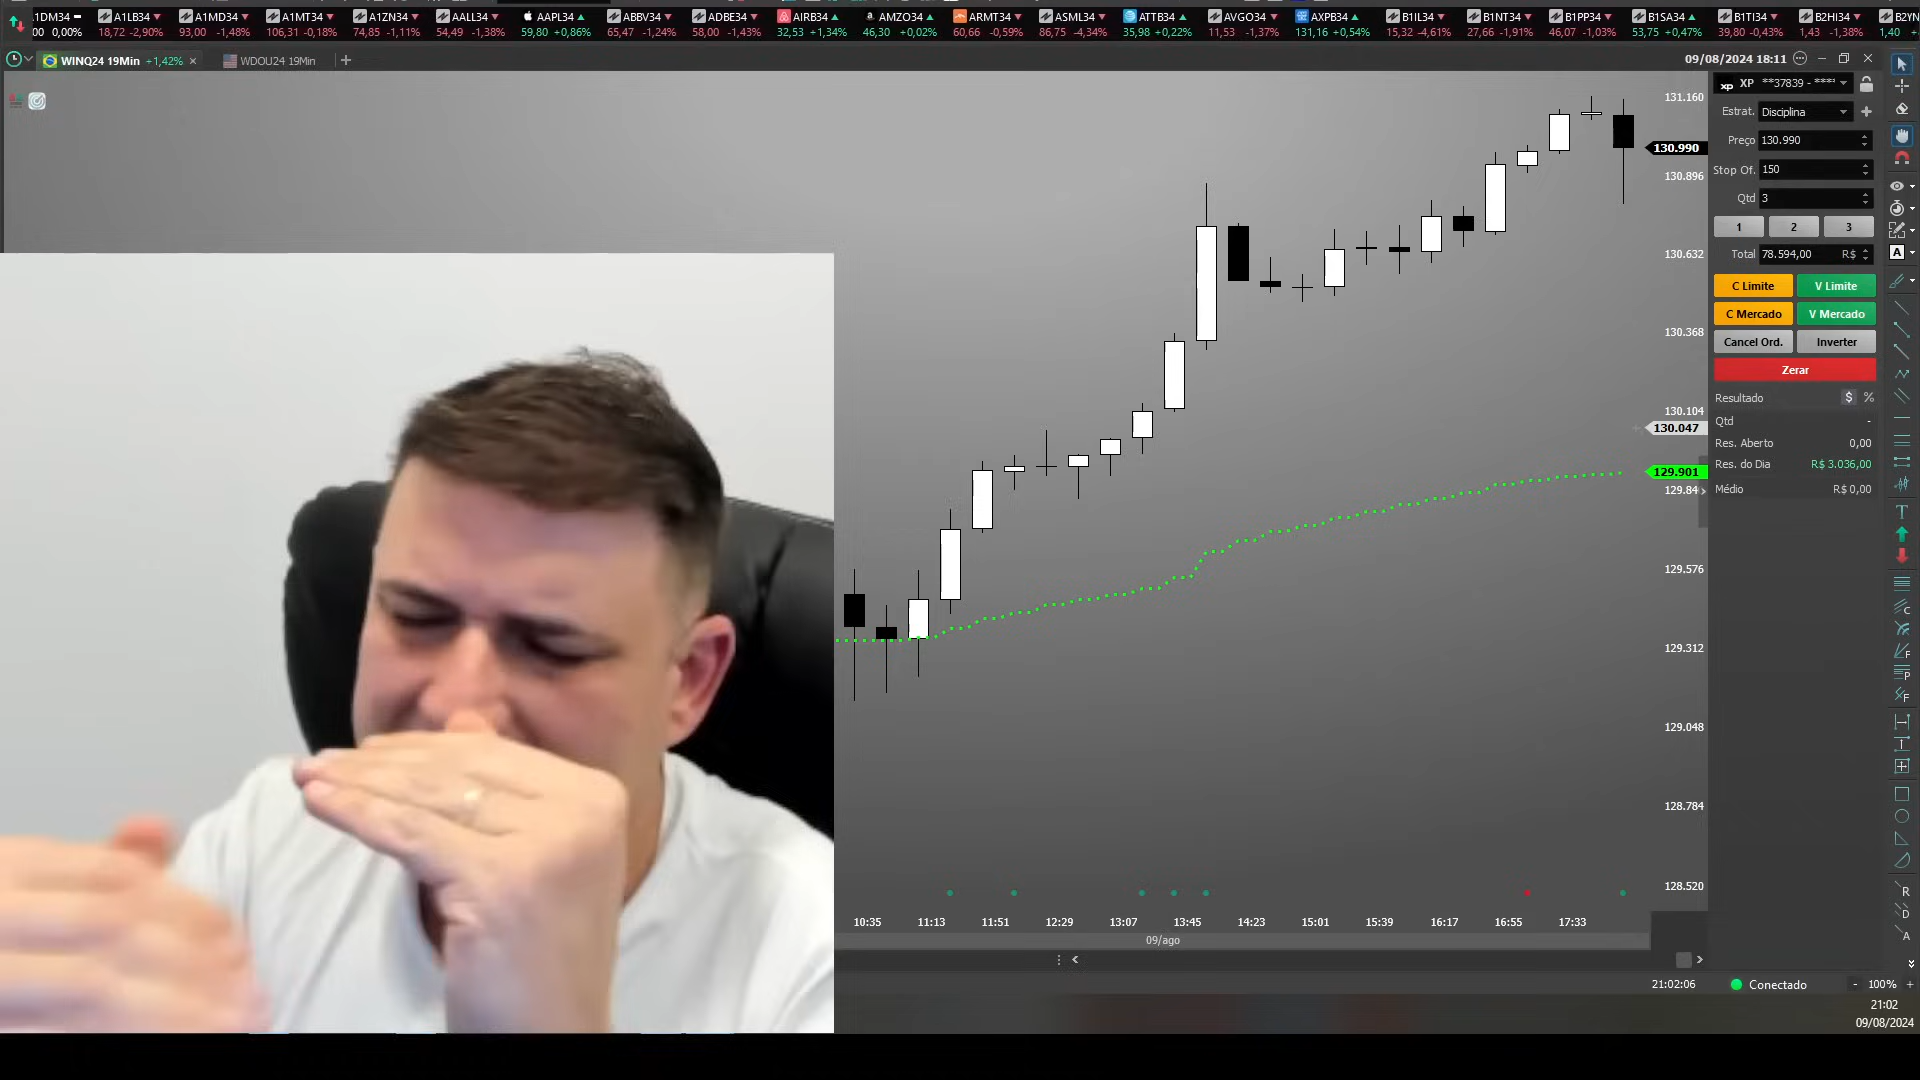 A1DM34 A1LB34 A1MD34 A1MT34 A1ZN34 AALL34 AAPL34 ABBV34 ADBE34 AIRB34 AMZO34 ARMT34 ASML34 ATTB34 AVGO34 AXPB34 B1IL34 B1NT34 B1PP34 B1SA34 B1TI34 B2HI34 B2YN
00 0,00% 18,72 -2,90% 93,00 -1,48% 106,31 -0,18% 74,85 -1,11% 54,49 -1,38% 59,80 +0,86% 65,47 -1,24% 58,00 -1,43% 32,53 +1,34% 46,30 +0,02% 60,66 -0,59% 86,75 -4,34% 35,98 +0,22% 11,53 -1,37% 131,16 +0,54% 15,32 -4,61% 27,66 -1,91% 46,07 -1,03% 53,75 +0,47% 39,80 -0,43% 1,43 -1,38% 1,40 +
WINQ24 19Min +1,42% × WDOU24 19Min +
09/08/2024 18:11
xp XP **37839 - ***
Estrat. Disciplina
Preço 130.990
Stop Of. 150
Qtd 3
1 2 3
Total 78.594,00 R$
C Limite V Limite
C Mercado V Mercado
Cancel Ord. Inverter
Zerar
Resultado $ %
Qtd -
Res. Aberto 0,00
Res. do Dia R$ 3.036,00
Médio R$ 0,00
131.160
130.990
130.896
130.632
130.368
130.104
130.047
129.901
129.84
129.576
129.312
129.048
128.784
128.520
10:35 11:13 11:51 12:29 13:07 13:45 14:23 15:01 15:39 16:17 16:55 17:33
09/ago
A
T
C
F
P
F
R
D
A
21:02:06 Conectado - 100% +
21:02
09/08/2024